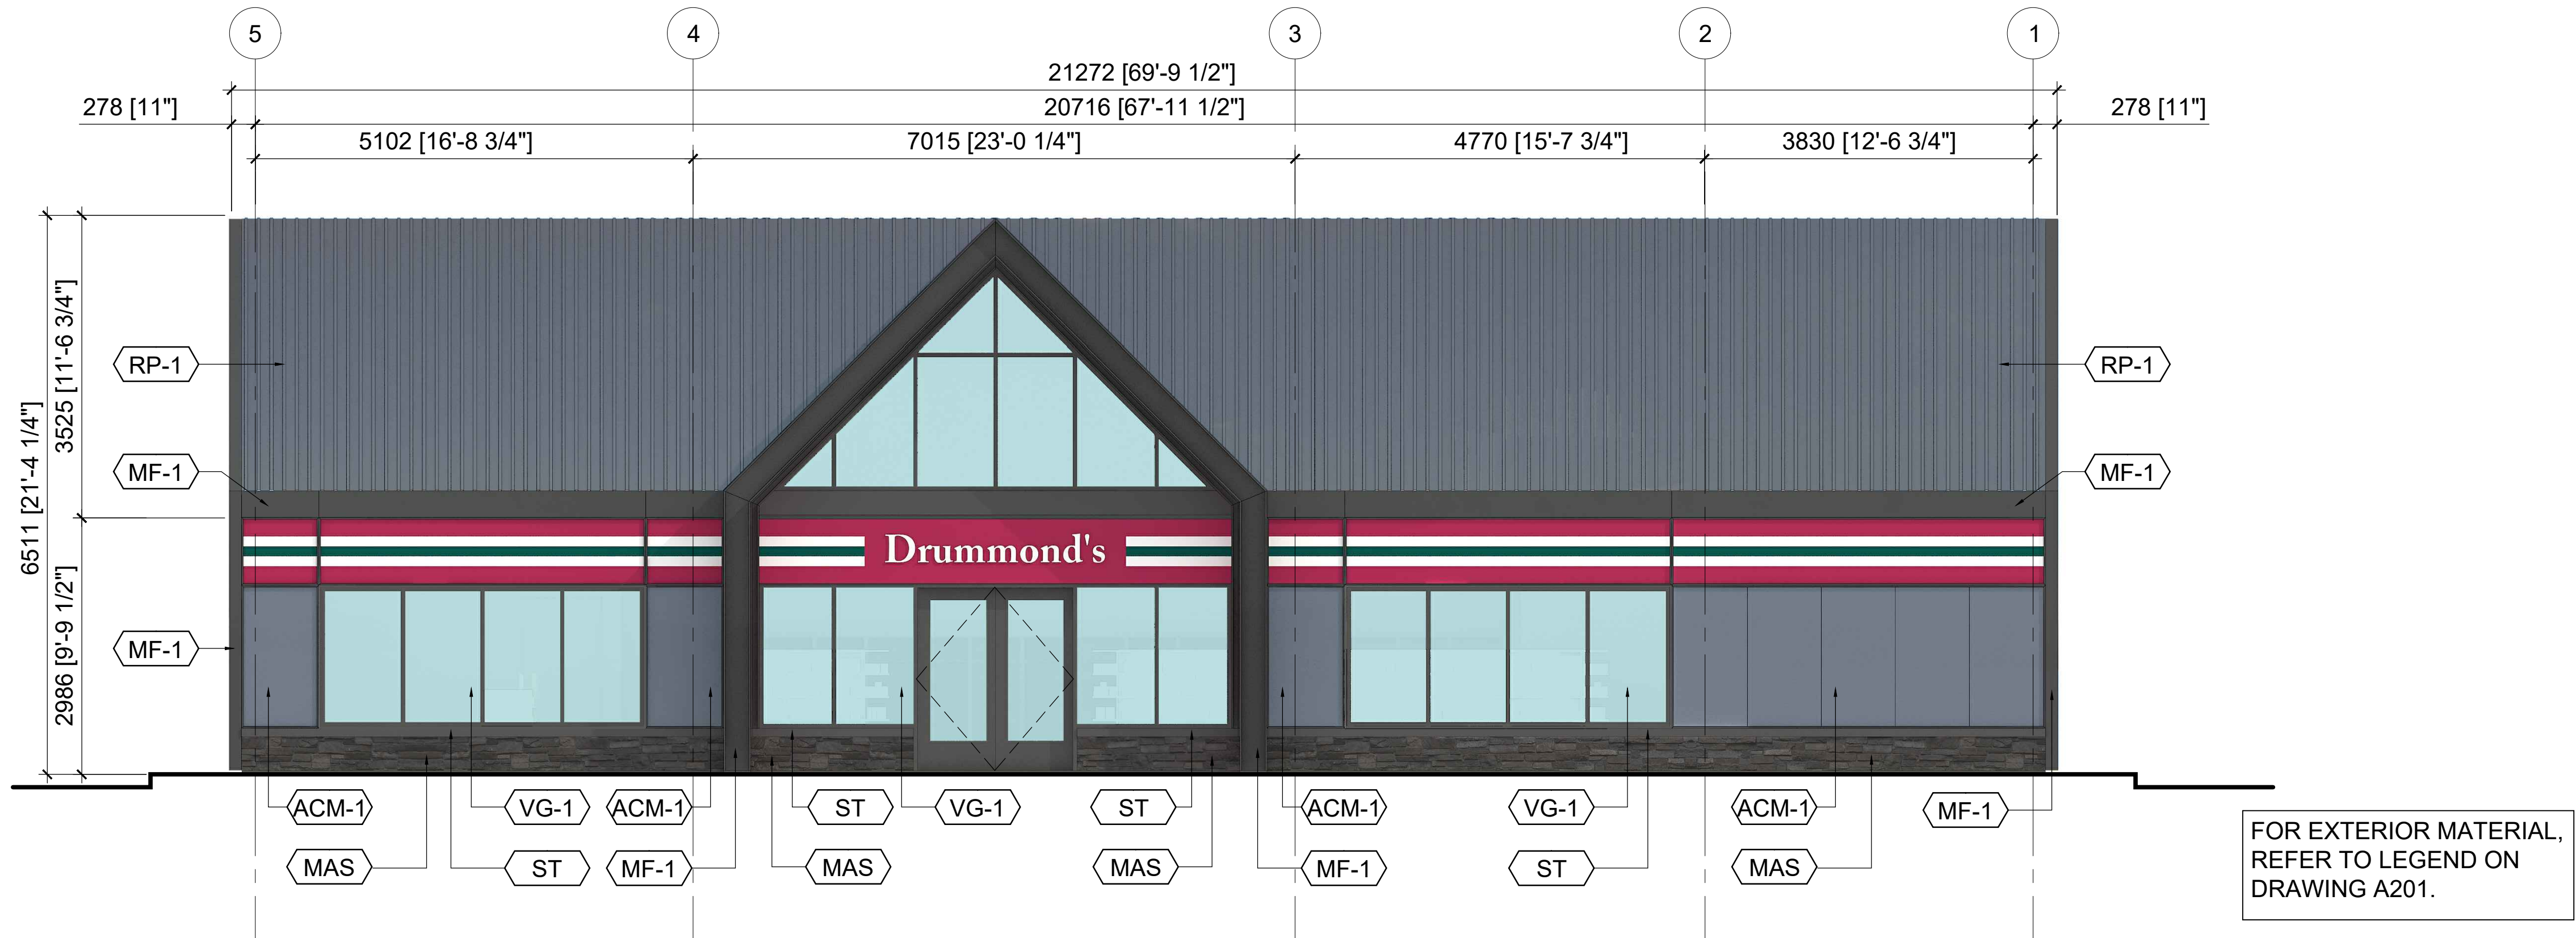 5
4
3
2
1
21272 [69'-9 1/2"]
278 [11"]
20716 [67'-11 1/2"]
278 [11"]
5102 [16'-8 3/4"]
7015 [23'-0 1/4"]
4770 [15'-7 3/4"]
3830 [12'-6 3/4"]
6511 [21'-4 1/4"]
3525 [11'-6 3/4"]
2986 [9'-9 1/2"]
RP-1
RP-1
MF-1
MF-1
Drummond's
MF-1
ACM-1
VG-1
ACM-1
ST
VG-1
ST
ACM-1
VG-1
ACM-1
MF-1
MAS
ST
MF-1
MAS
MAS
MF-1
ST
MAS
FOR EXTERIOR MATERIAL,
REFER TO LEGEND ON
DRAWING A201.